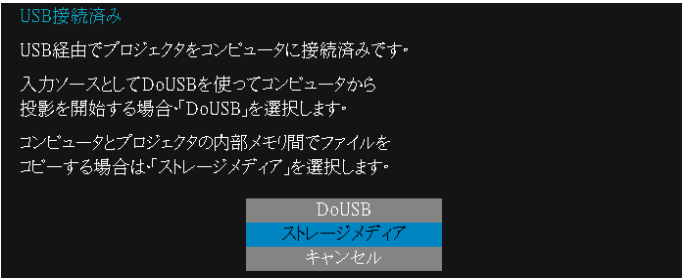 USB接続済み
USB経由でプロジェクタをコンピュータに接続済みです。
入力ソースとしてDoUSBを使ってコンピュータから
投影を開始する場合、「DoUSB」を選択します。
コンピュータとプロジェクタの内部メモリ間でファイルを
コピーする場合は、「ストレージメディア」を選択します。
DoUSB
ストレージメディア
キャンセル